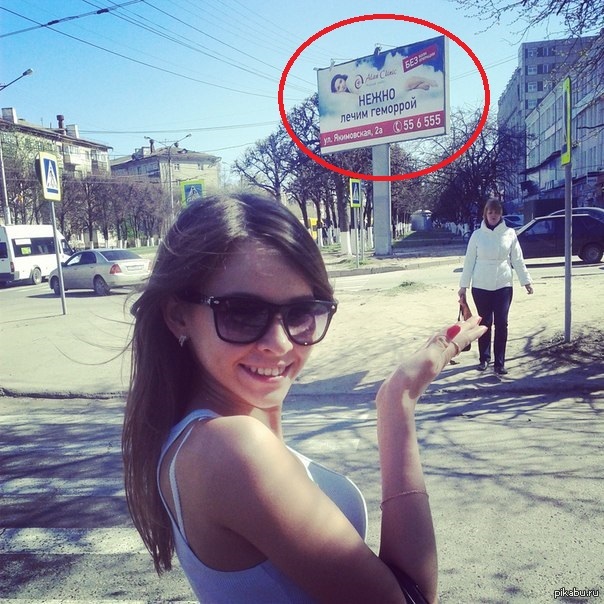 Alan Clinic
БЕЗ
НЕЖНО
лечим геморрой
ул. Якимовская, 2а
55 6 555
pikabu.ru